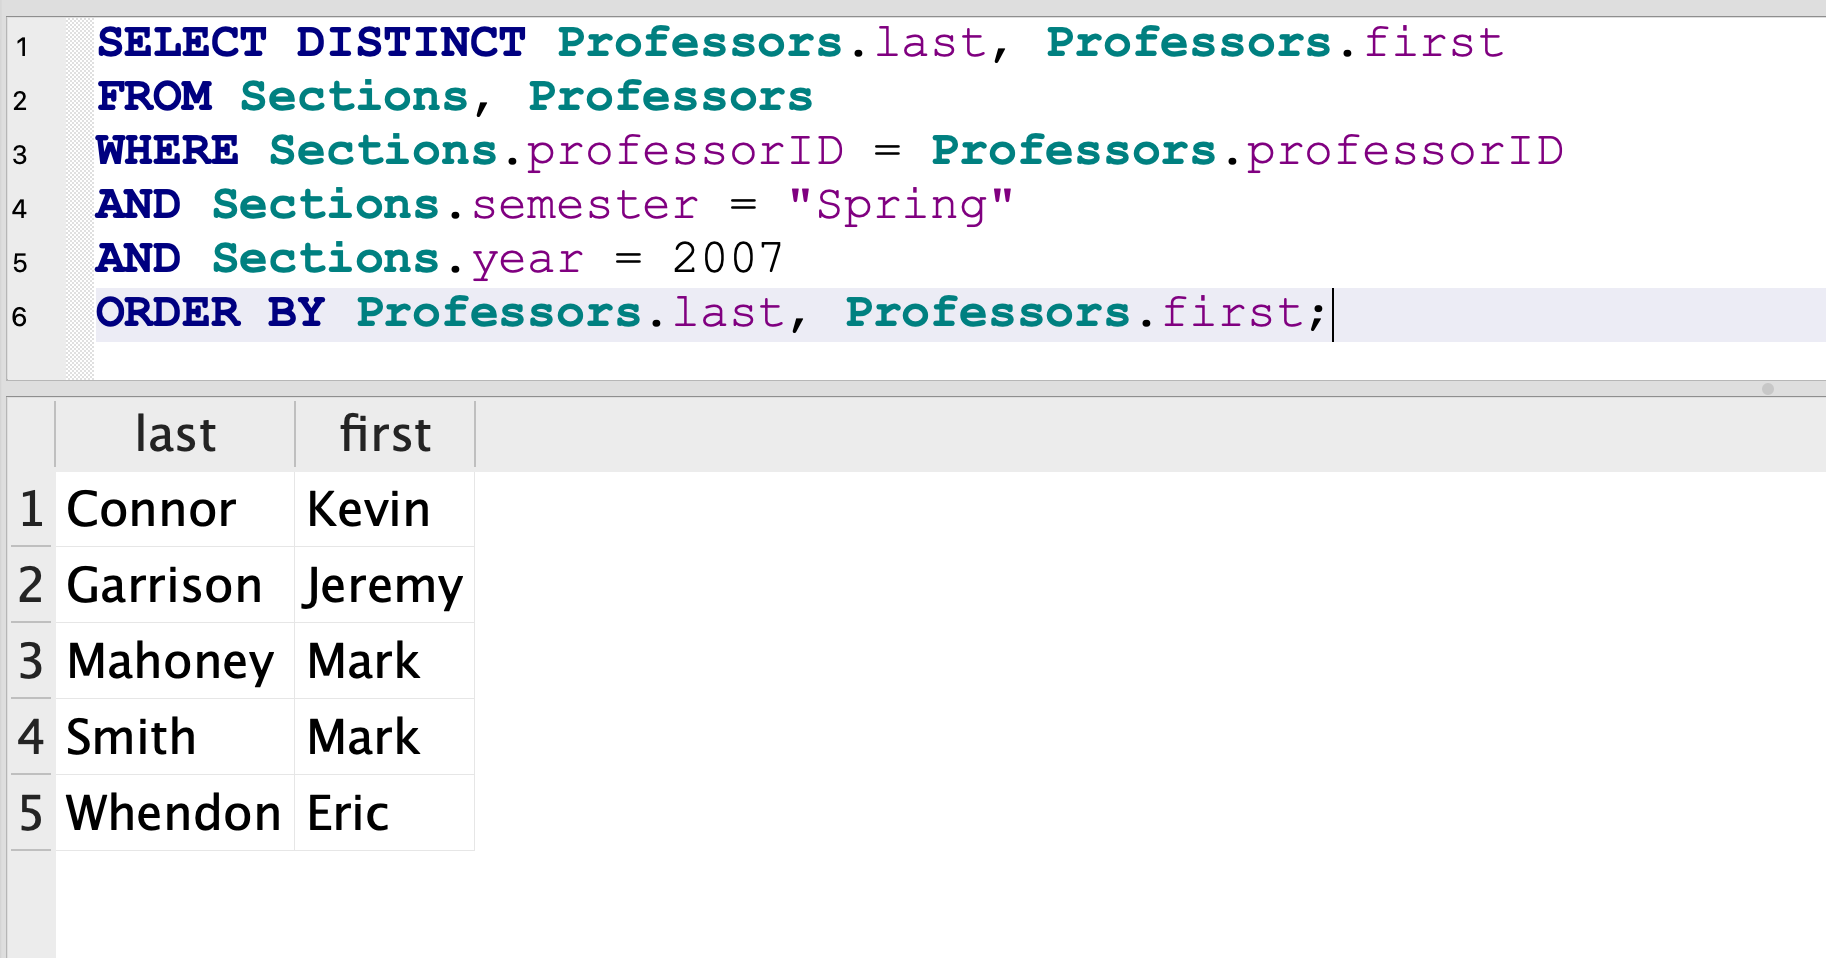 1 SELECT DISTINCT Professors.last, Professors.first
2 FROM Sections, Professors
3 WHERE Sections.professorID = Professors.professorID
4 AND Sections.semester = "Spring"
5 AND Sections.year = 2007
6 ORDER BY Professors.last, Professors.first;
last first
1 Connor Kevin
2 Garrison Jeremy
3 Mahoney Mark
4 Smith Mark
5 Whendon Eric